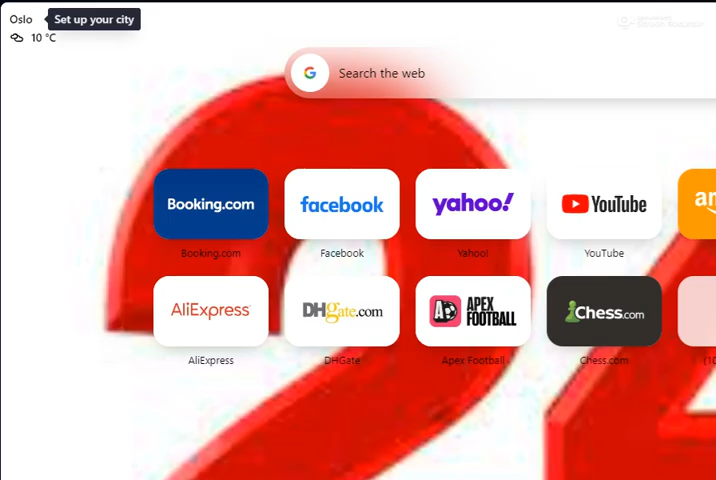 Oslo
Set up your city
10 °C
Search the web
Booking.com
facebook
yahoo!
YouTube
Booking.com
Facebook
Yahoo!
YouTube
AliExpress
DHgate.com
APEX
FOOTBALL
Chess.com
AliExpress
DHGate
Apex Football
Chess.com
24